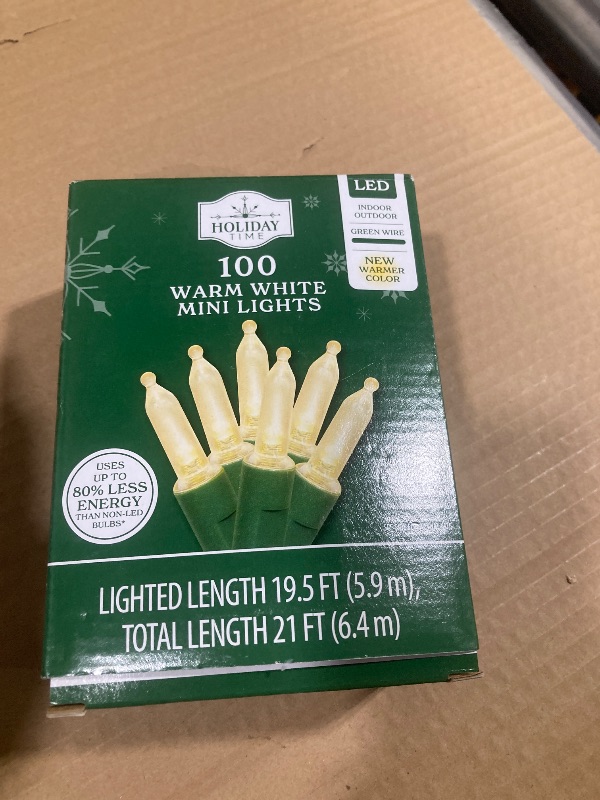 HOLIDAY
TIME
100
WARM WHITE
MINI LIGHTS
LED
INDOOR
OUTDOOR
GREEN WIRE
NEW
WARMER
COLOR
USES
UP TO
80% LESS
ENERGY
THAN NON-LED
BULBS*
LIGHTED LENGTH 19.5 FT (5.9 m),
TOTAL LENGTH 21 FT (6.4 m)